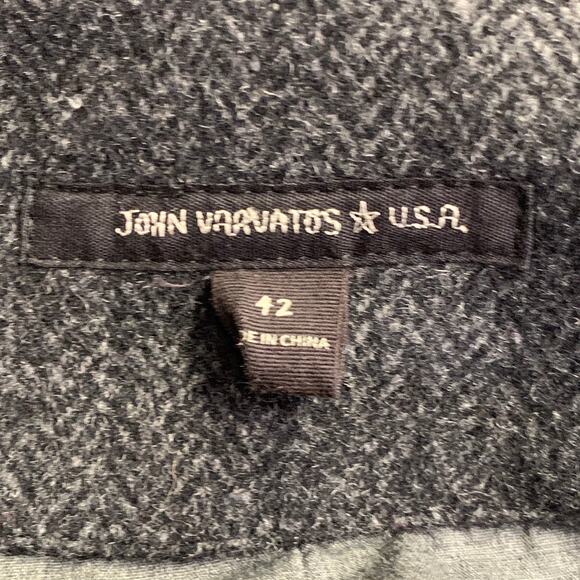 JOHN VARVATOS ☆ U.S.A.
42
DE IN CHINA